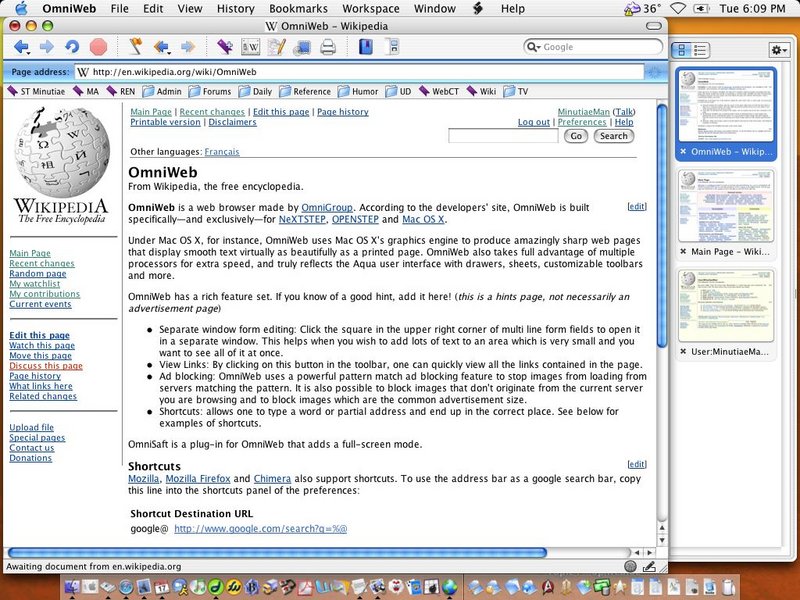 OmniWeb File Edit View History Bookmarks Workspace Window Help 36° Tue 6:09 PM
OmniWeb – Wikipedia
Google
Page address: http://en.wikipedia.org/wiki/OmniWeb
ST Minutiae MA REN Admin Forums Daily Reference Humor UD WebCT Wiki TV
Main Page | Recent changes | Edit this page | Page history
MinutiaeMan (Talk)
Printable version | Disclaimers
Log out | Preferences | Help
Go Search
Other languages: Français
WIKIPEDIA
The Free Encyclopedia
Main Page
Recent changes
Random page
My watchlist
My contributions
Current events
Edit this page
Watch this page
Move this page
Discuss this page
Page history
What links here
Related changes
Upload file
Special pages
Contact us
Donations
OmniWeb
From Wikipedia, the free encyclopedia.
[edit]
OmniWeb is a web browser made by OmniGroup. According to the developers' site, OmniWeb is built
specifically—and exclusively—for NeXTSTEP, OPENSTEP and Mac OS X.
Under Mac OS X, for instance, OmniWeb uses Mac OS X's graphics engine to produce amazingly sharp web pages
that display smooth text virtually as beautifully as a printed page. OmniWeb also takes full advantage of multiple
processors for extra speed, and truly reflects the Aqua user interface with drawers, sheets, customizable toolbars
and more.
OmniWeb has a rich feature set. If you know of a good hint, add it here! (this is a hints page, not necessarily an
advertisement page)
• Separate window form editing: Click the square in the upper right corner of multi line form fields to open it
in a separate window. This helps when you wish to add lots of text to an area which is very small and you
want to see all of it at once.
• View Links: By clicking on this button in the toolbar, one can quickly view all the links contained in the page.
• Ad blocking: OmniWeb uses a powerful pattern match ad blocking feature to stop images from loading from
servers matching the pattern. It is also possible to block images that don't originate from the current server
you are browsing and to block images which are the common advertisement size.
• Shortcuts: allows one to type a word or partial address and end up in the correct place. See below for
examples of shortcuts.
OmniSaft is a plug-in for OmniWeb that adds a full-screen mode.
Shortcuts
[edit]
Mozilla, Mozilla Firefox and Chimera also support shortcuts. To use the address bar as a google search bar, copy
this line into the shortcuts panel of the preferences:
Shortcut Destination URL
google@ http://www.google.com/search?q=%@
Awaiting document from en.wikipedia.org
OmniWeb – Wikip...
Main Page – Wiki...
User:MinutiaeMa...